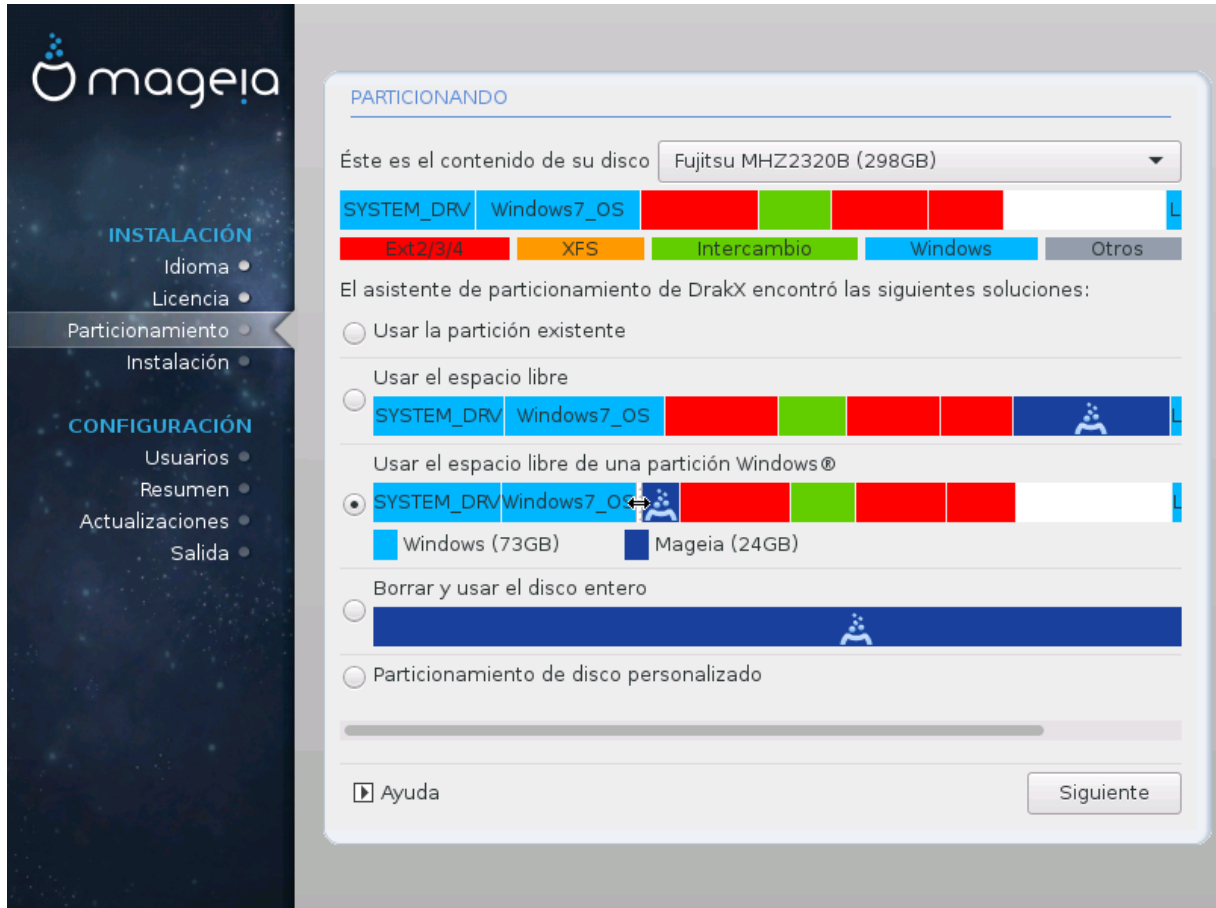 mageia
INSTALACIÓN
Idioma
Licencia
Particionamiento
Instalación
CONFIGURACIÓN
Usuarios
Resumen
Actualizaciones
Salida
PARTICIONANDO
Éste es el contenido de su disco Fujitsu MHZ2320B (298GB)
SYSTEM_DRV Windows7_OS L
Ext2/3/4 XFS Intercambio Windows Otros
El asistente de particionamiento de DrakX encontró las siguientes soluciones:
Usar la partición existente
Usar el espacio libre
SYSTEM_DRV Windows7_OS L
Usar el espacio libre de una partición Windows®
SYSTEM_DRV Windows7_OS L
Windows (73GB) Mageia (24GB)
Borrar y usar el disco entero
Particionamiento de disco personalizado
Ayuda Siguiente